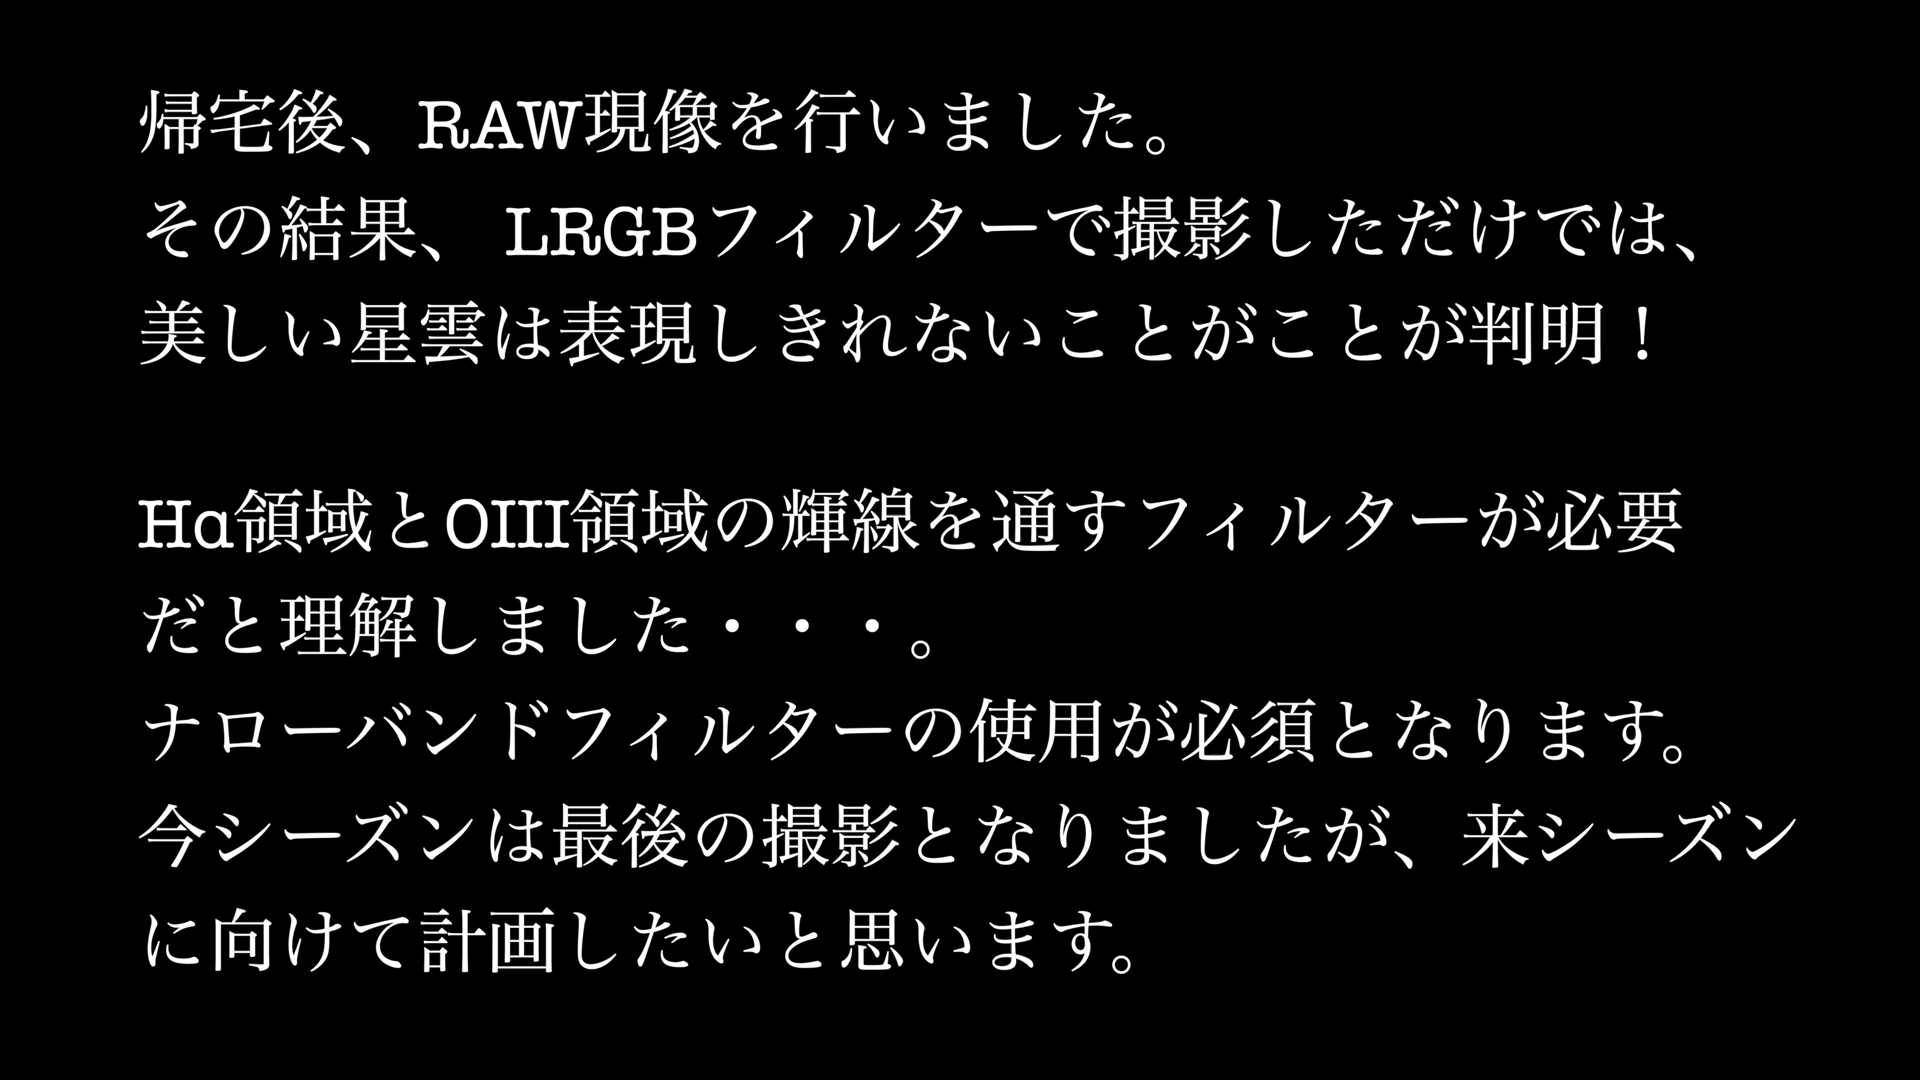 帰宅後、RAW現像を行いました。
その結果、LRGBフィルターで撮影しただけでは、
美しい星雲は表現しきれないことがことが判明！
Hα領域とOIII領域の輝線を通すフィルターが必要
だと理解しました・・・。
ナローバンドフィルターの使用が必須となります。
今シーズンは最後の撮影となりましたが、来シーズン
に向けて計画したいと思います。